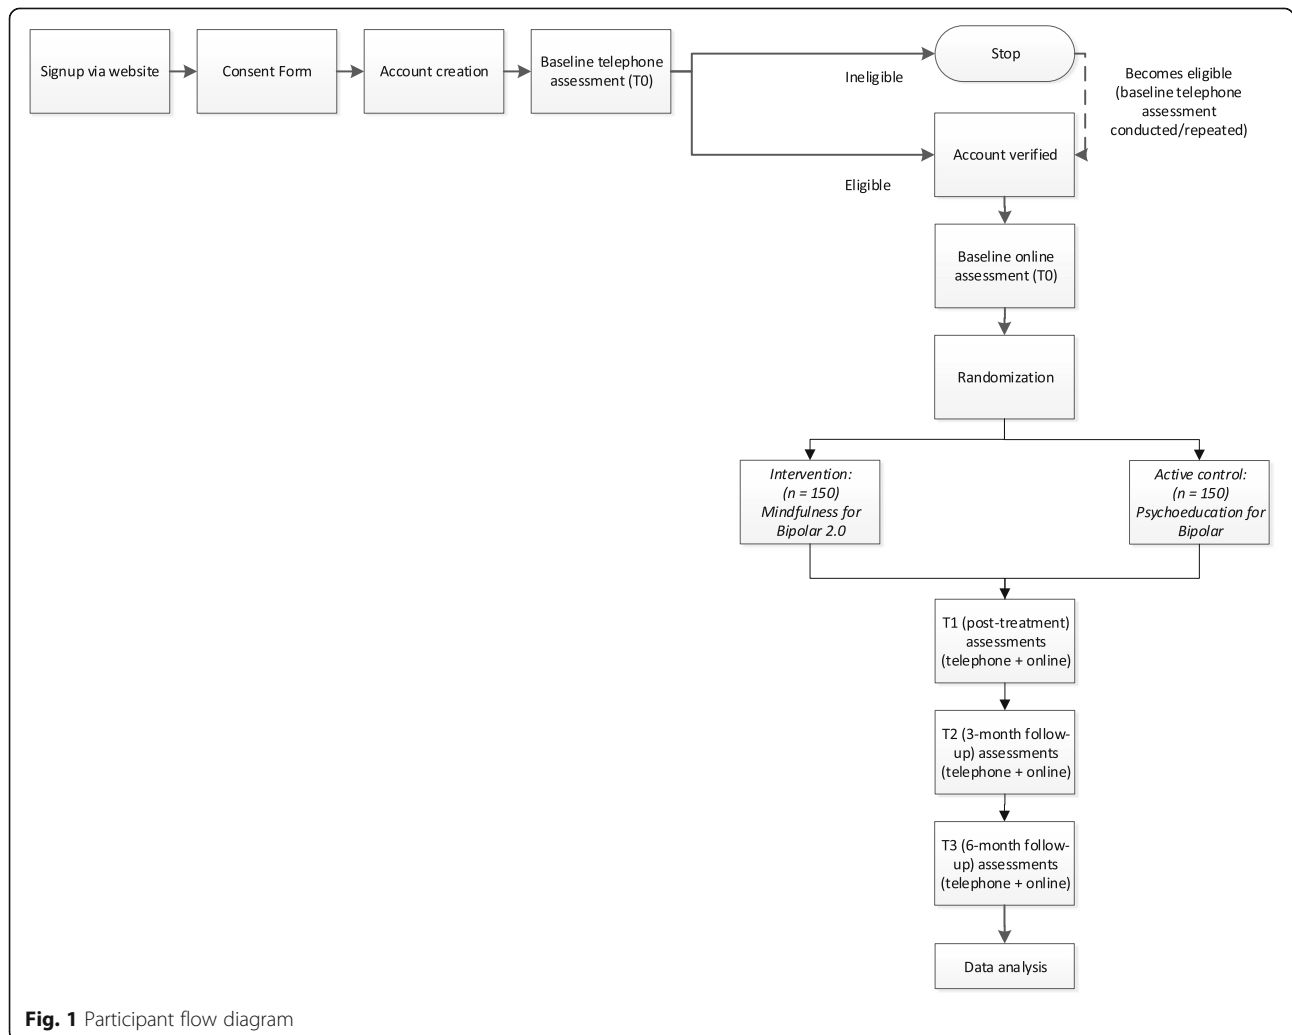 Signup via website
Consent Form
Account creation
Baseline telephone
assessment (T0)
Ineligible
Eligible
Stop
Becomes eligible
(baseline telephone
assessment
conducted/repeated)
Account verified
Baseline online
assessment (T0)
Randomization
Intervention:
(n = 150)
Mindfulness for
Bipolar 2.0
Active control:
(n = 150)
Psychoeducation for
Bipolar
T1 (post-treatment)
assessments
(telephone + online)
T2 (3-month follow-
up) assessments
(telephone + online)
T3 (6-month follow-
up) assessments
(telephone + online)
Data analysis
Fig. 1 Participant flow diagram